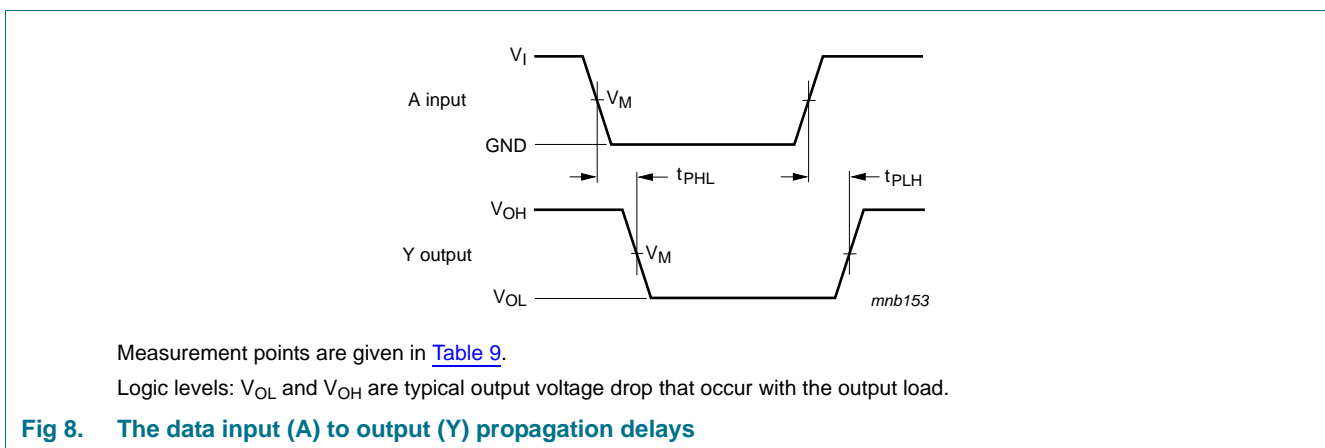 V_I
A input
V_M
GND
t_PHL
t_PLH
V_OH
Y output
V_M
V_OL
mnb153
Measurement points are given in Table 9.
Logic levels: V_OL and V_OH are typical output voltage drop that occur with the output load.
Fig 8. The data input (A) to output (Y) propagation delays